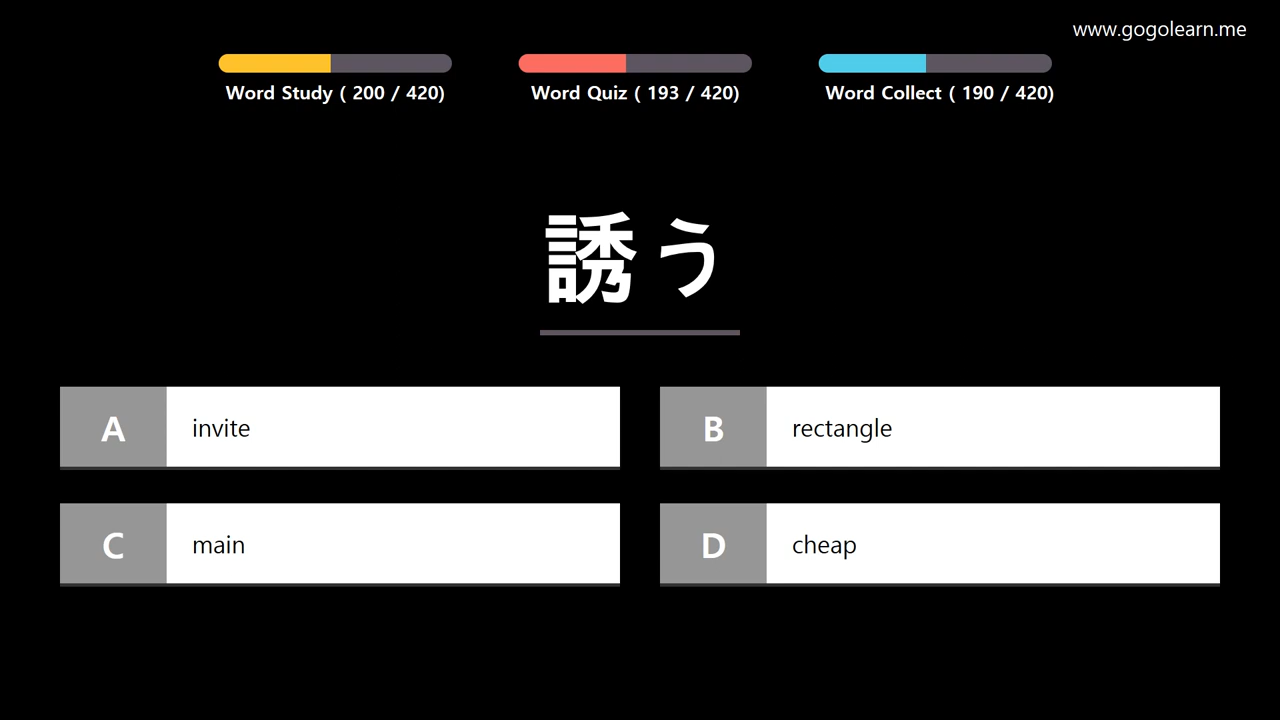 www.gogolearn.me
Word Study ( 200 / 420)
Word Quiz ( 193 / 420)
Word Collect ( 190 / 420)
誘う
A
invite
B
rectangle
C
main
D
cheap